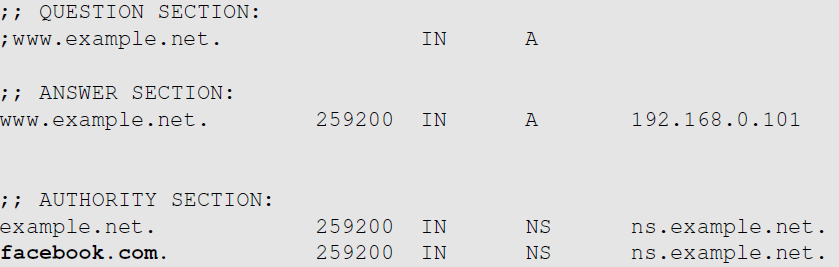 ;; QUESTION SECTION:
;www.example.net. IN A
;; ANSWER SECTION:
www.example.net. 259200 IN A 192.168.0.101
;; AUTHORITY SECTION:
example.net. 259200 IN NS ns.example.net.
facebook.com. 259200 IN NS ns.example.net.